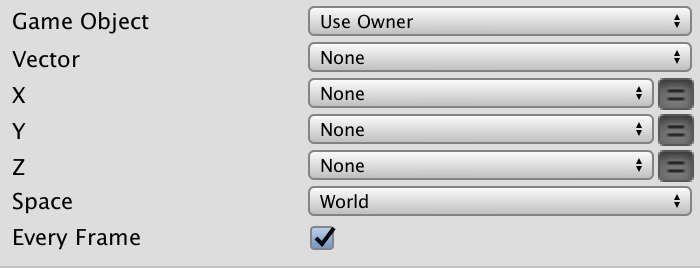 Game Object Use Owner
Vector None
X None =
Y None =
Z None =
Space World
Every Frame